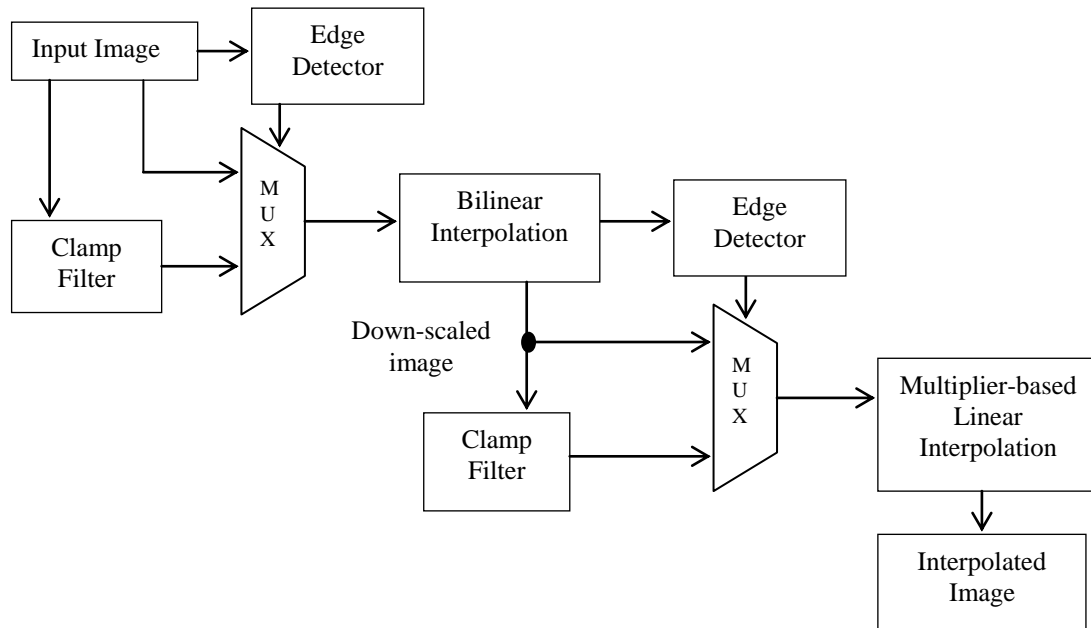 Input Image
Edge
Detector
M
U
X
Clamp
Filter
Bilinear
Interpolation
Edge
Detector
Down-scaled
image
M
U
X
Clamp
Filter
Multiplier-based
Linear
Interpolation
Interpolated
Image